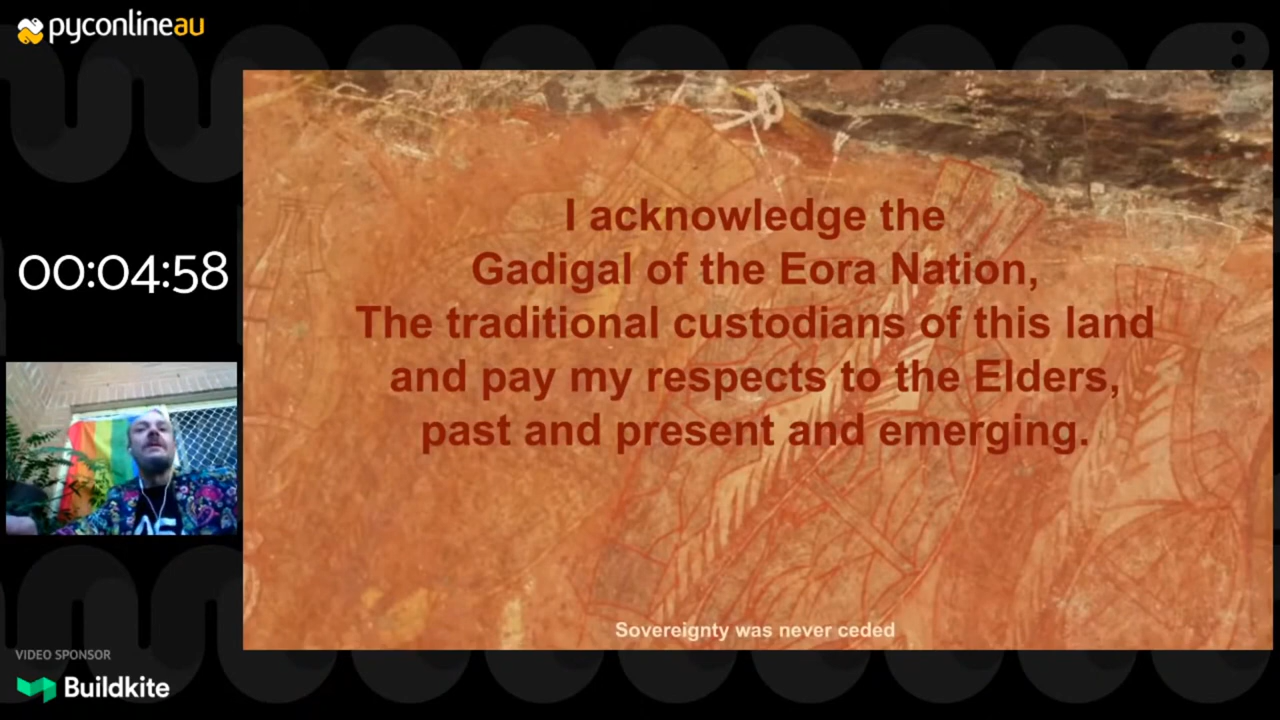 pyconlineau
I acknowledge the
Gadigal of the Eora Nation,
The traditional custodians of this land
and pay my respects to the Elders,
past and present and emerging.
Sovereignty was never ceded
00:04:58
VIDEO SPONSOR
Buildkite